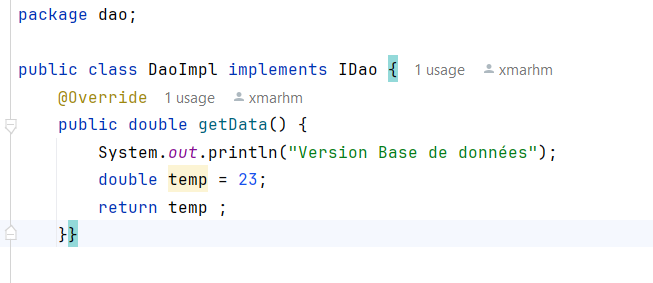 package dao;
public class DaoImpl implements IDao { 1 usage xmarhm
@Override 1 usage xmarhm
public double getData() {
System.out.println("Version Base de données");
double temp = 23;
return temp ;
}}